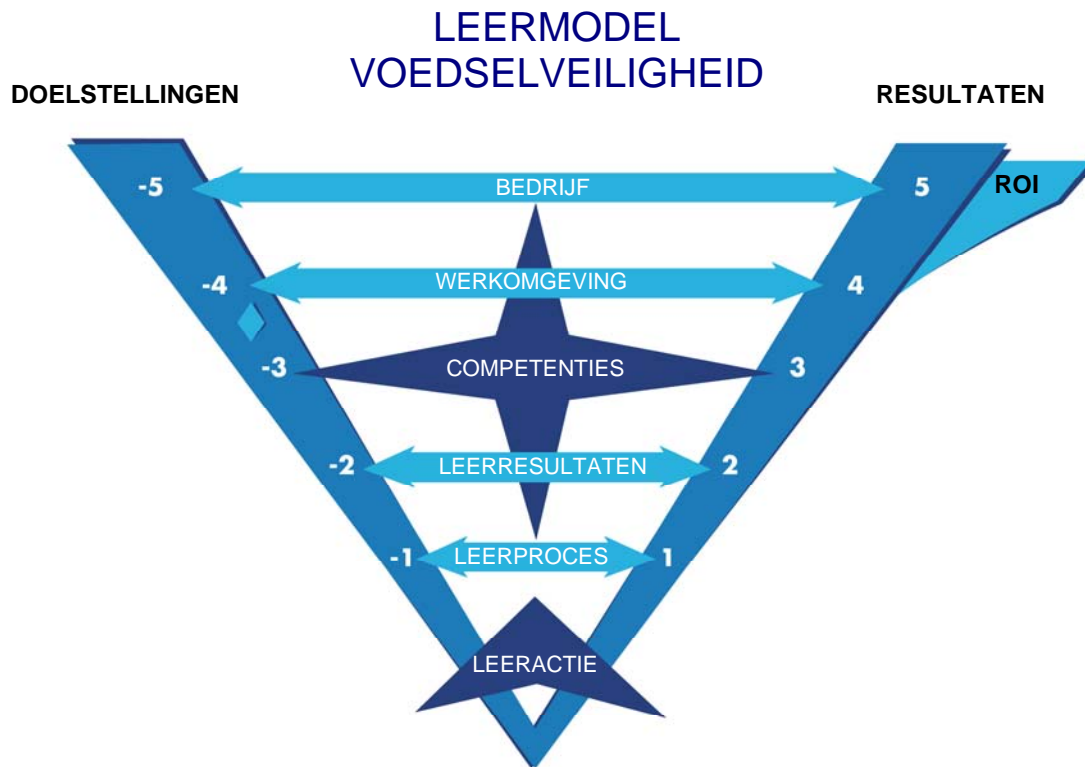 LEERMODEL
VOEDSELVEILIGHEID
DOELSTELLINGEN
RESULTATEN
-5
BEDRIJF
5
ROI
-4
WERKOMGEVING
4
-3
COMPETENTIES
3
-2
LEERRESULTATEN
2
-1
LEERPROCES
1
LEERACTIE